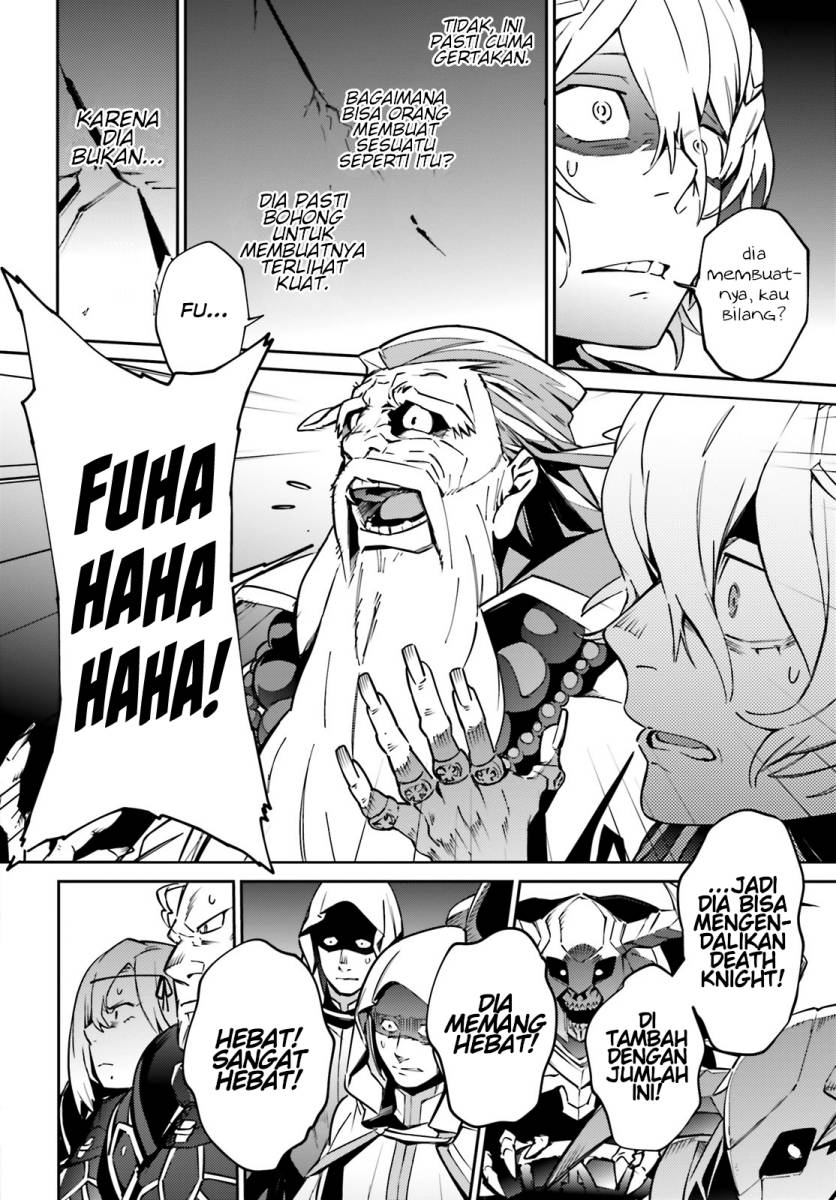 dia
membuat-
nya, kau
bilang?
TIDAK, INI
PASTI CUMA
GERTAKAN.
BAGAIMANA
BISA ORANG
MEMBUAT
SESUATU
SEPERTI ITU?
DIA PASTI
BOHONG
UNTUK
MEMBUATNYA
TERLIHAT
KUAT.
KARENA
DIA
BUKAN...
FU...
FUHA
HAHA
HAHA!
...JADI
DIA BISA
MENGEN-
DALIKAN
DEATH
KNIGHT!
DI
TAMBAH
DENGAN
JUMLAH
INI!
DIA
MEMANG
HEBAT!
HEBAT!
SANGAT
HEBAT!